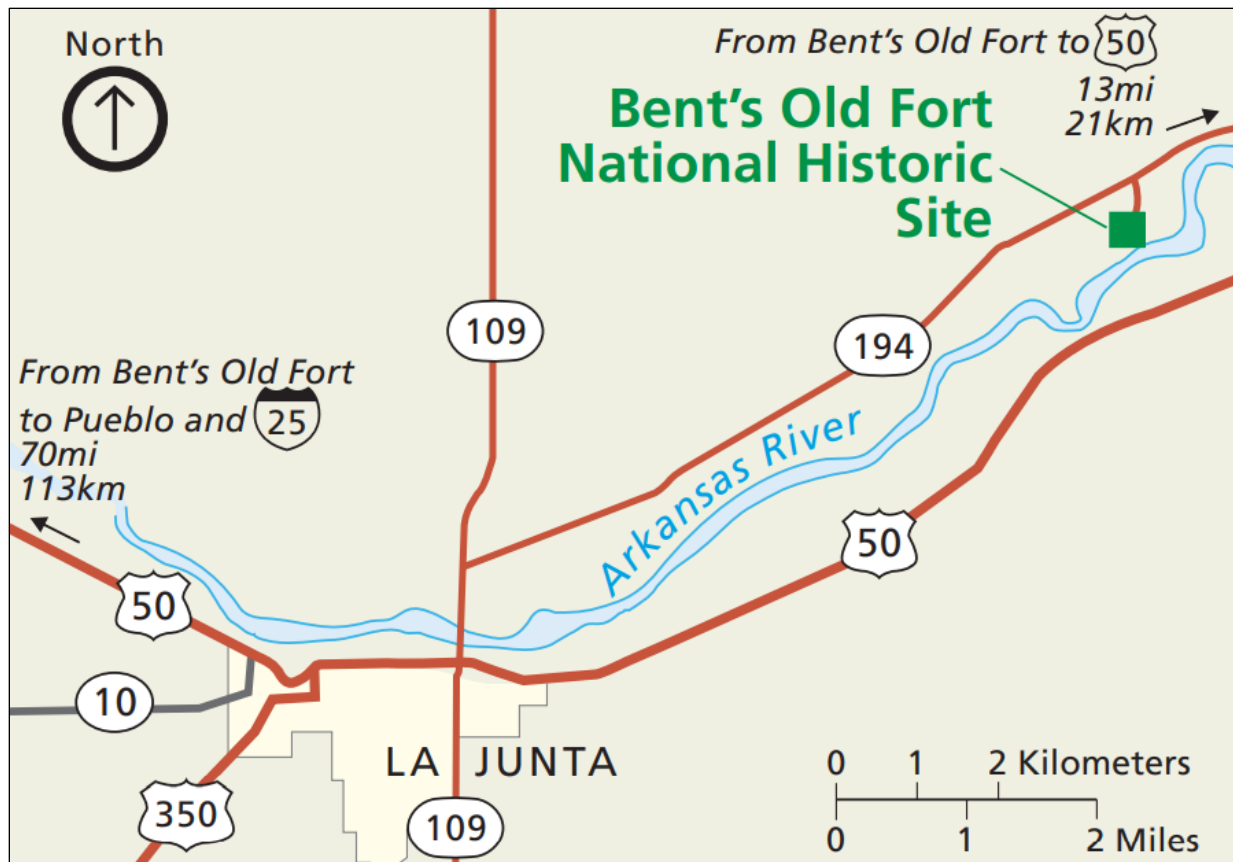 North
From Bent's Old Fort to 50
13mi
21km
Bent's Old Fort
National Historic
Site
109
194
From Bent's Old Fort
to Pueblo and 25
70mi
113km
Arkansas River
50
50
10
LA JUNTA
350
109
0 1 2 Kilometers
0 1 2 Miles